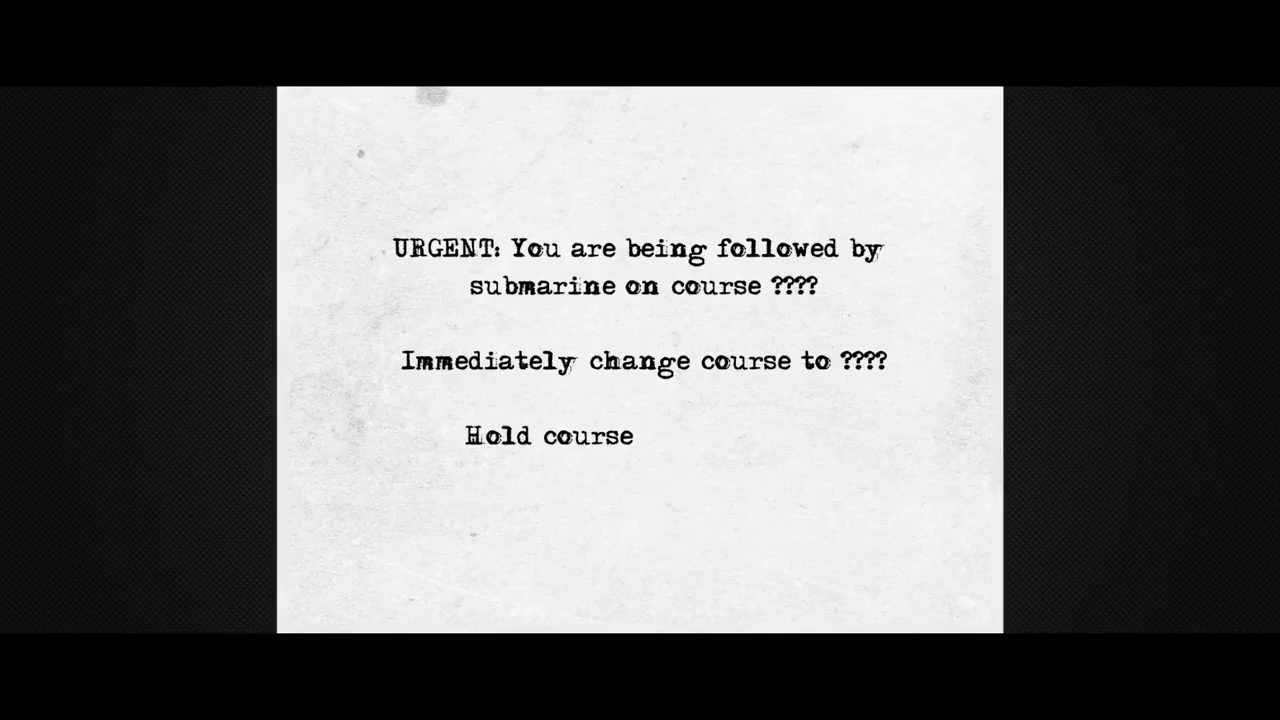 URGENT: You are being followed by
submarine on course ????
Immediately change course to ????
Hold course